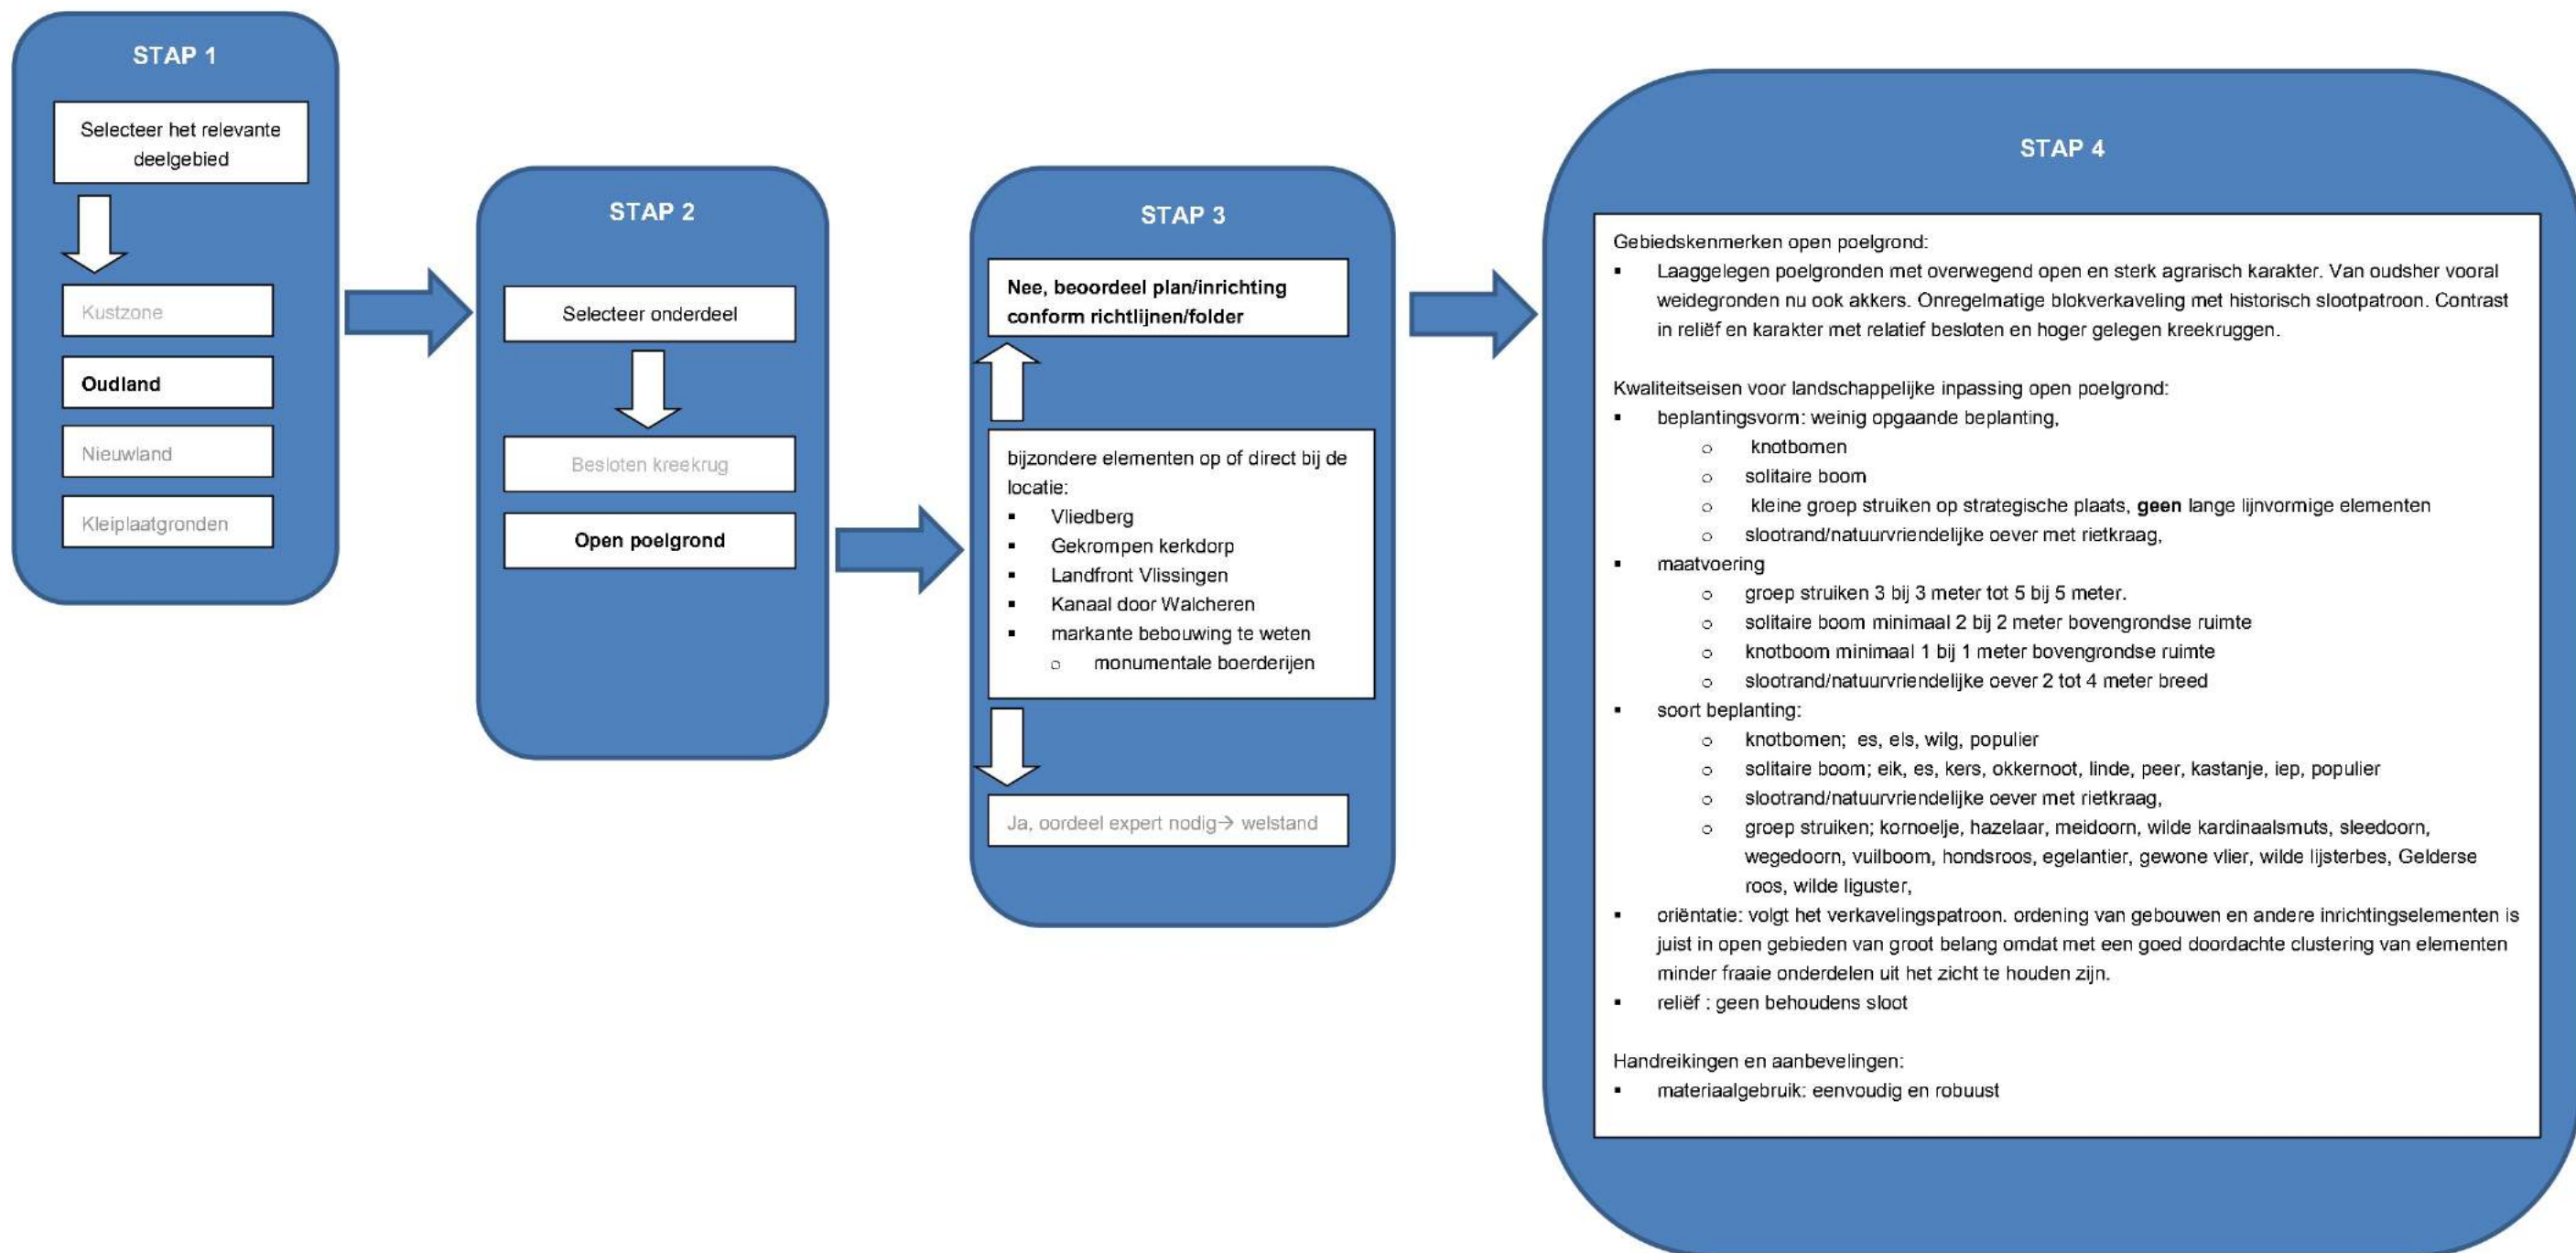 STAP 1
Selecteer het relevante
deelgebied
Kustzone
Oudland
Nieuwland
Kleiplaatgronden
STAP 2
Selecteer onderdeel
Besloten kreekrug
Open poelgrond
STAP 3
Nee, beoordeel plan/inrichting
conform richtlijnen/folder
bijzondere elementen op of direct bij de
locatie:
▪ Vliedberg
▪ Gekrompen kerkdorp
▪ Landfront Vlissingen
▪ Kanaal door Walcheren
▪ markante bebouwing te weten
o monumentale boerderijen
Ja, oordeel expert nodig→ welstand
STAP 4
Gebiedskenmerken open poelgrond:
▪ Laaggelegen poelgronden met overwegend open en sterk agrarisch karakter. Van oudsher vooral
weidegronden nu ook akkers. Onregelmatige blokverkaveling met historisch slootpatroon. Contrast
in reliëf en karakter met relatief besloten en hoger gelegen kreekruggen.
Kwaliteitseisen voor landschappelijke inpassing open poelgrond:
▪ beplantingsvorm: weinig opgaande beplanting,
o knotbomen
o solitaire boom
o kleine groep struiken op strategische plaats, geen lange lijnvormige elementen
o slootrand/natuurvriendelijke oever met rietkraag,
▪ maatvoering
o groep struiken 3 bij 3 meter tot 5 bij 5 meter.
o solitaire boom minimaal 2 bij 2 meter bovengrondse ruimte
o knotboom minimaal 1 bij 1 meter bovengrondse ruimte
o slootrand/natuurvriendelijke oever 2 tot 4 meter breed
▪ soort beplanting:
o knotbomen; es, els, wilg, populier
o solitaire boom; eik, es, kers, okkernoot, linde, peer, kastanje, iep, populier
o slootrand/natuurvriendelijke oever met rietkraag,
o groep struiken; kornoelje, hazelaar, meidoorn, wilde kardinaalsmuts, sleedoorn,
wegedoorn, vuilboom, hondsroos, egelantier, gewone vlier, wilde lijsterbes, Gelderse
roos, wilde liguster,
▪ oriëntatie: volgt het verkavelingspatroon. ordening van gebouwen en andere inrichtingselementen is
juist in open gebieden van groot belang omdat met een goed doordachte clustering van elementen
minder fraaie onderdelen uit het zicht te houden zijn.
▪ reliëf : geen behoudens sloot
Handreikingen en aanbevelingen:
▪ materiaalgebruik: eenvoudig en robuust